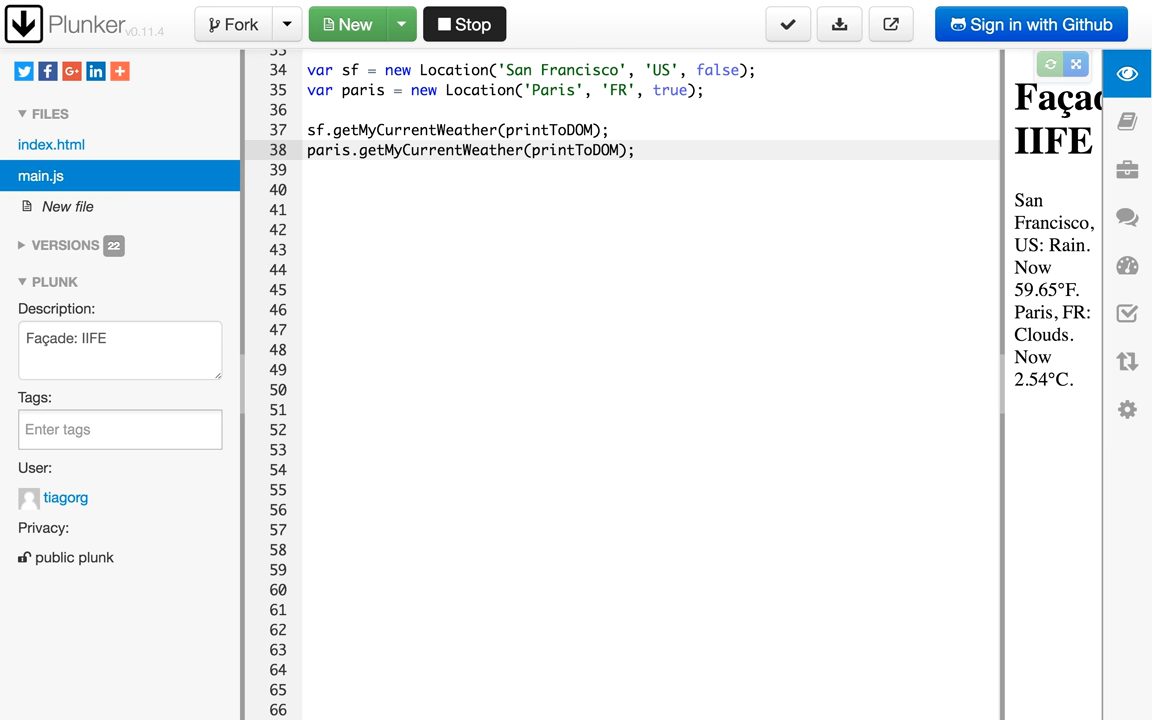 Plunker v0.11.4
Fork
New
Stop
Sign in with Github
FILES
index.html
main.js
New file
VERSIONS 22
PLUNK
Description:
Façade: IIFE
Tags:
Enter tags
User:
tiagorg
Privacy:
public plunk
33
34 var sf = new Location('San Francisco', 'US', false);
35 var paris = new Location('Paris', 'FR', true);
36
37 sf.getMyCurrentWeather(printToDOM);
38 paris.getMyCurrentWeather(printToDOM);
39
40
41
42
43
44
45
46
47
48
49
50
51
52
53
54
55
56
57
58
59
60
61
62
63
64
65
66
Façad
IIFE
San
Francisco,
US: Rain.
Now
59.65°F.
Paris, FR:
Clouds.
Now
2.54°C.